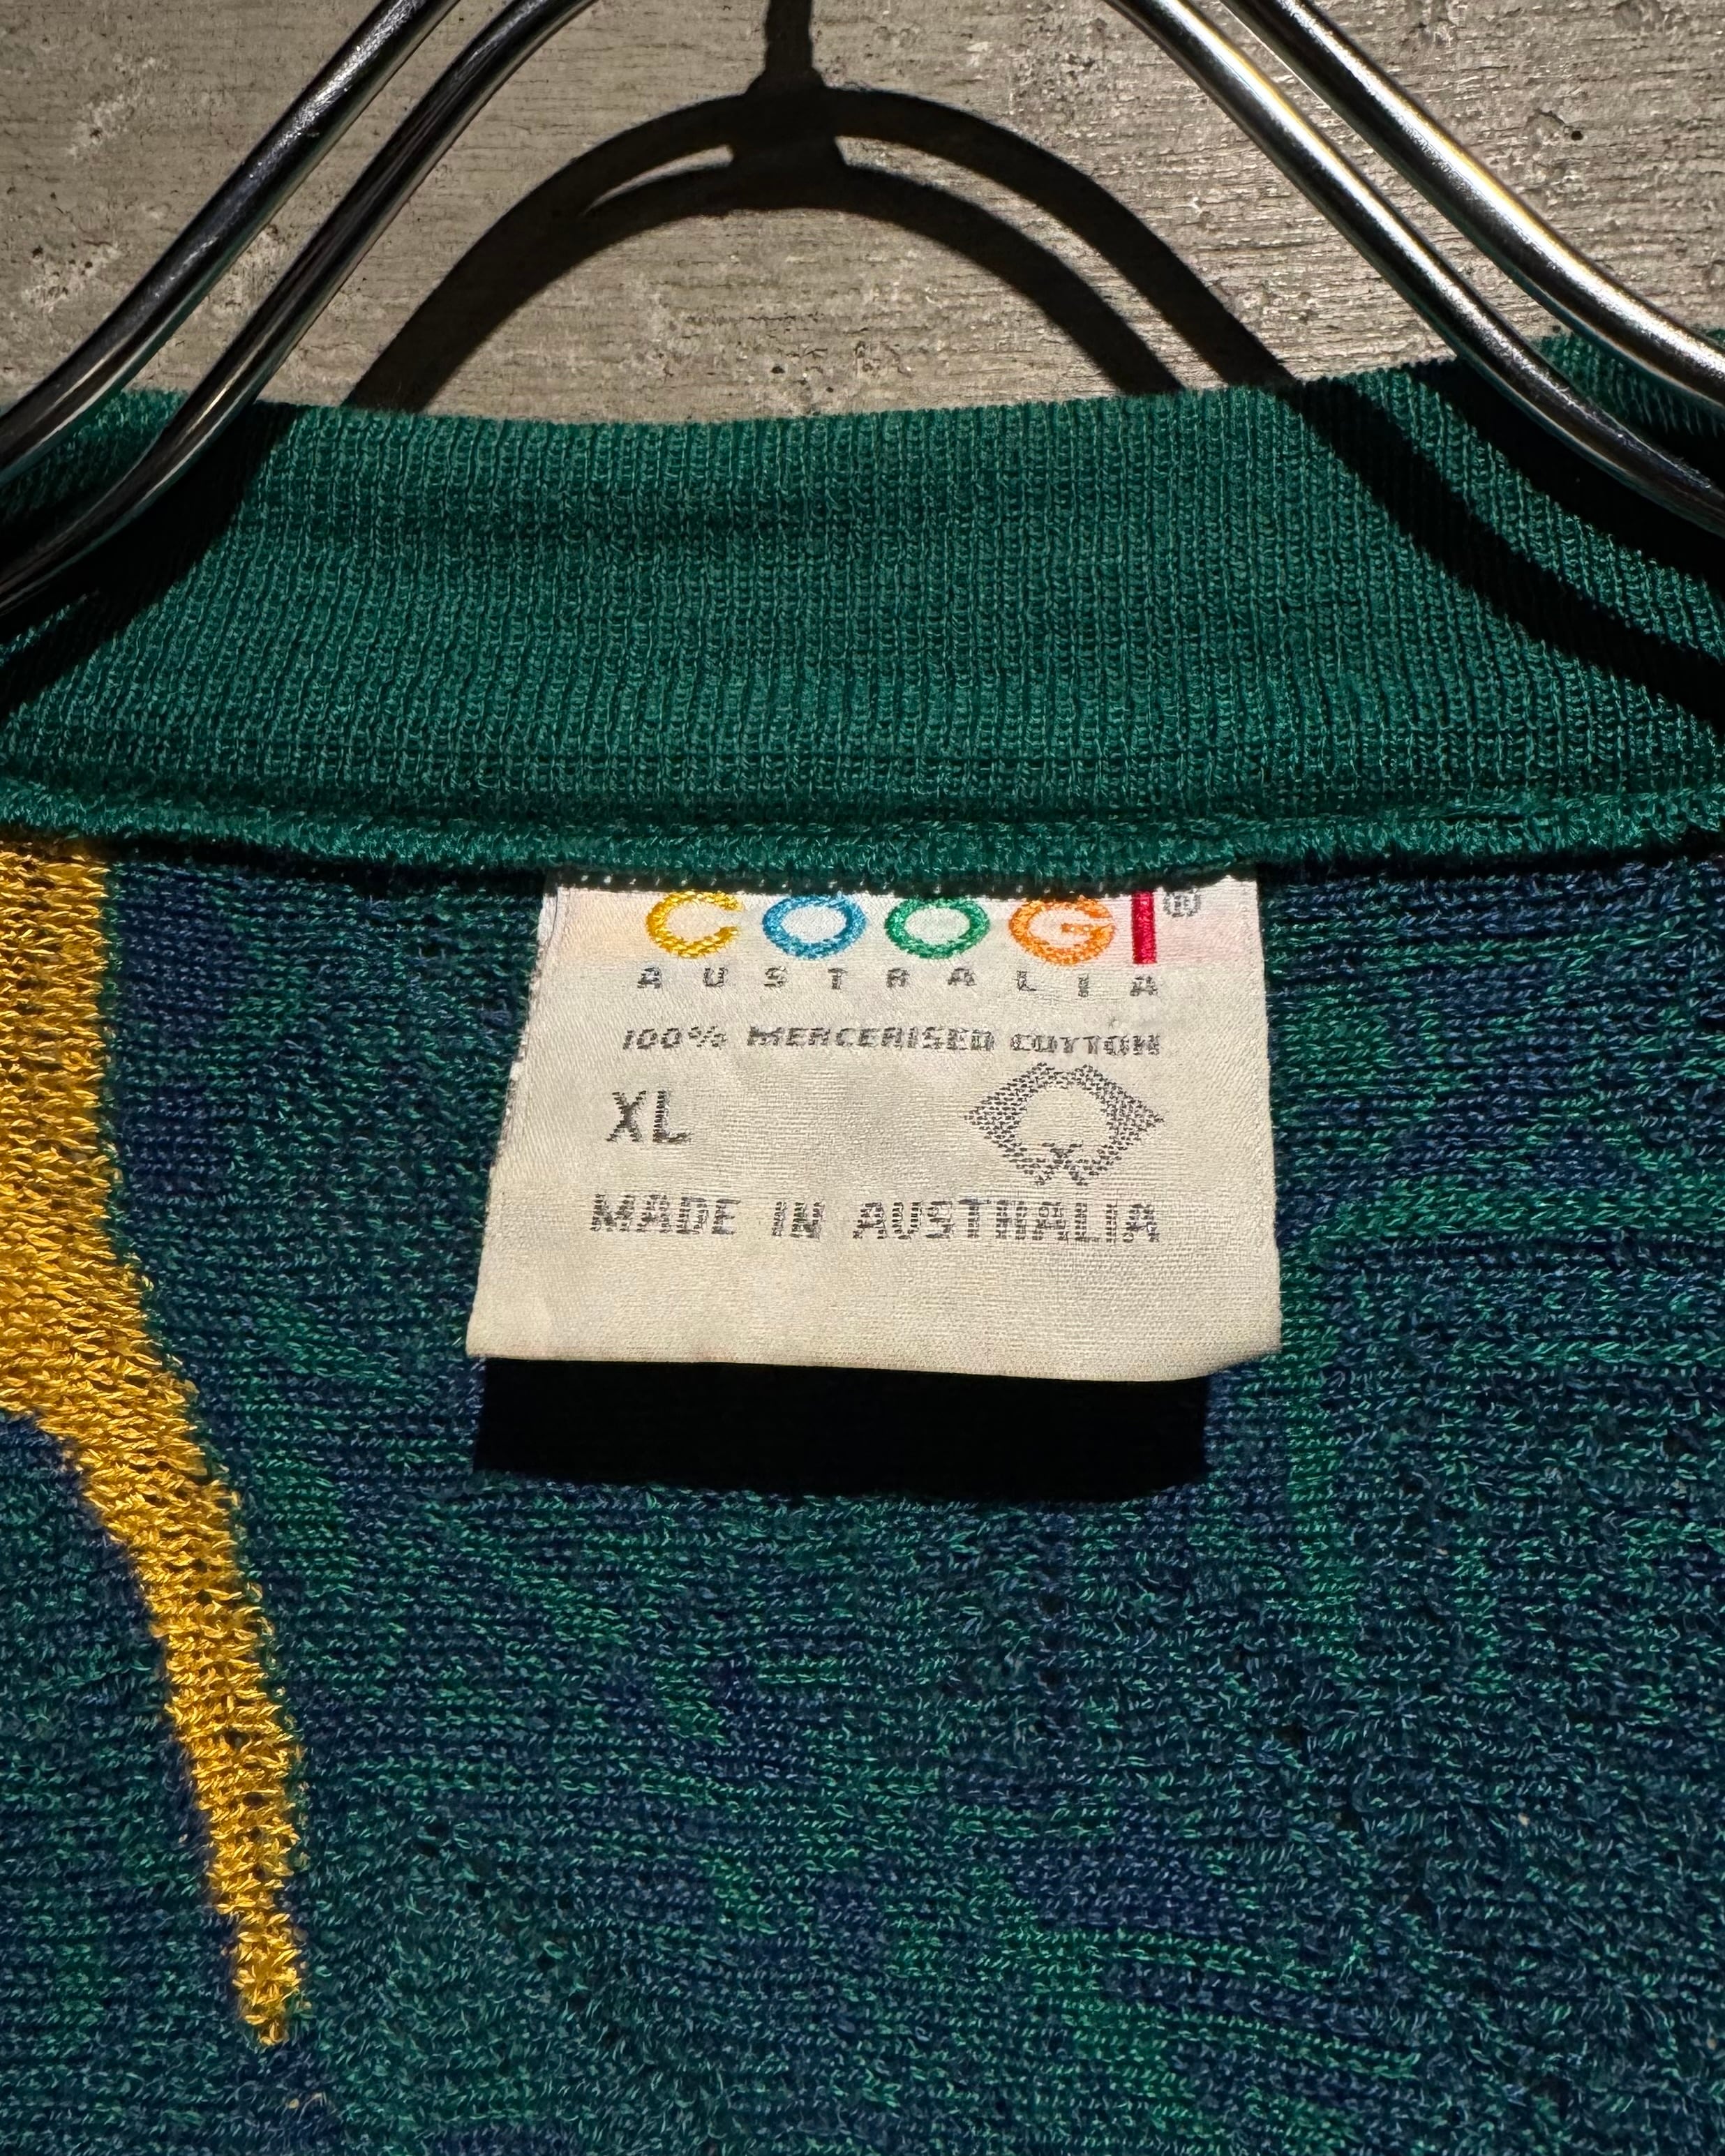 COOGI®
AUSTRALIA
100% MERCERISED COTTON
XL
MADE IN AUSTRALIA